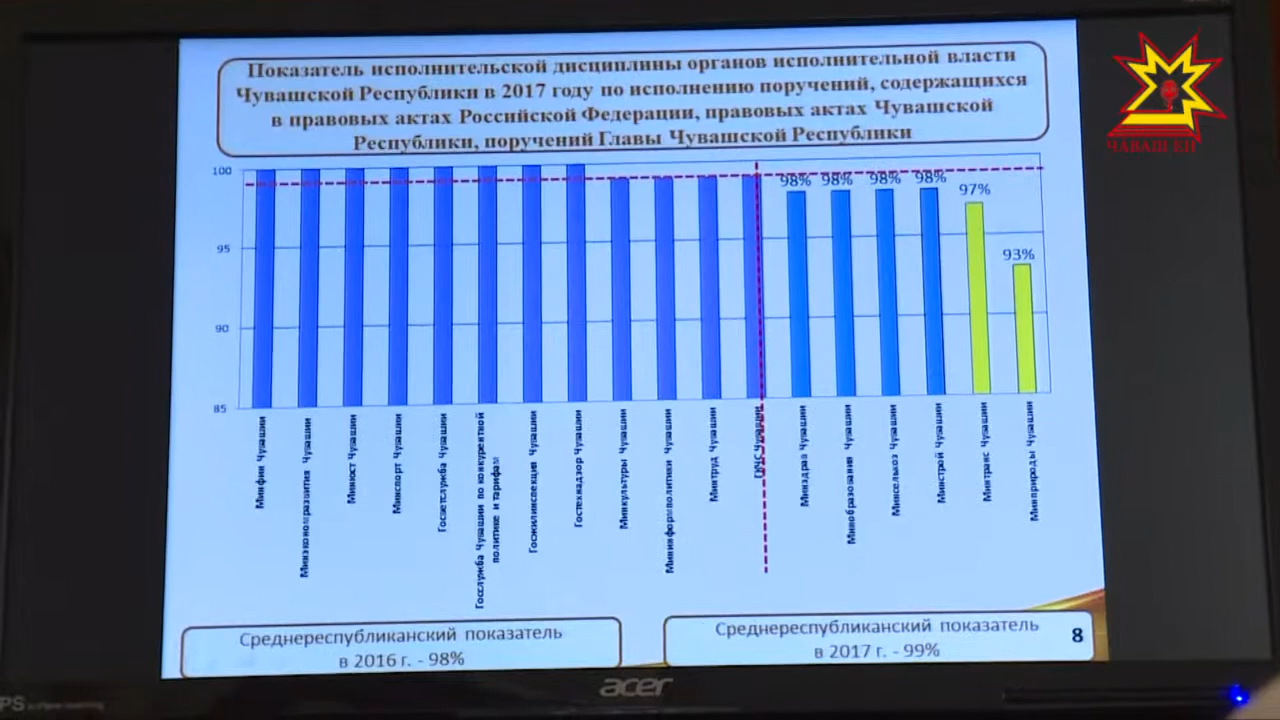 Показатель исполнительской дисциплины органов исполнительной власти
Чувашской Республики в 2017 году по исполнению поручений, содержащихся
в правовых актах Российской Федерации, правовых актах Чувашской
Республики, поручений Главы Чувашской Республики
ЧАВАШ ЕН
100
95
90
85
98%
98%
98%
98%
97%
93%
Минфин Чувашии
Минэкономразвития Чувашии
Минюст Чувашии
Минспорт Чувашии
Госветслужба Чувашии
Госслужба Чувашии по конкурентной
политике и тарифам
Госжилинспекция Чувашии
Гостехнадзор Чувашии
Минкультуры Чувашии
Мининформполитики Чувашии
Минтруд Чувашии
ГКЧС Чувашии
Минздрав Чувашии
Минобразования Чувашии
Минсельхоз Чувашии
Минстрой Чувашии
Минтранс Чувашии
Минприроды Чувашии
Среднереспубликанский показатель
в 2016 г. - 98%
Среднереспубликанский показатель
в 2017 г. - 99%
8
acer